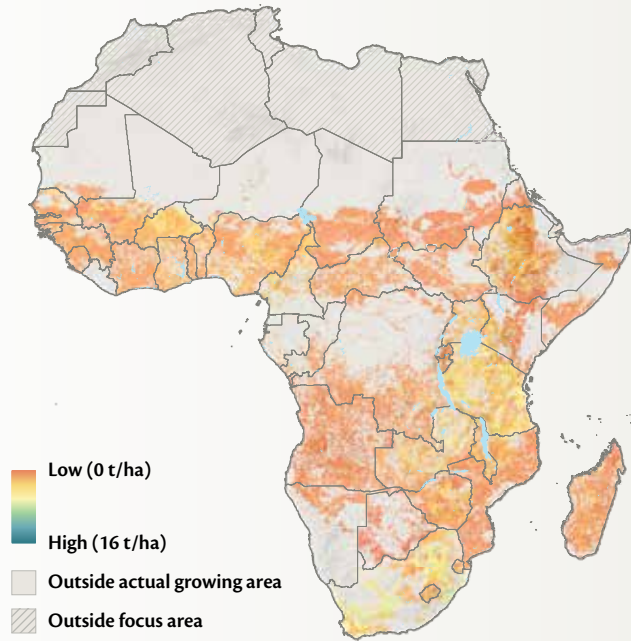 Low (0 t/ha)
High (16 t/ha)
Outside actual growing area
Outside focus area